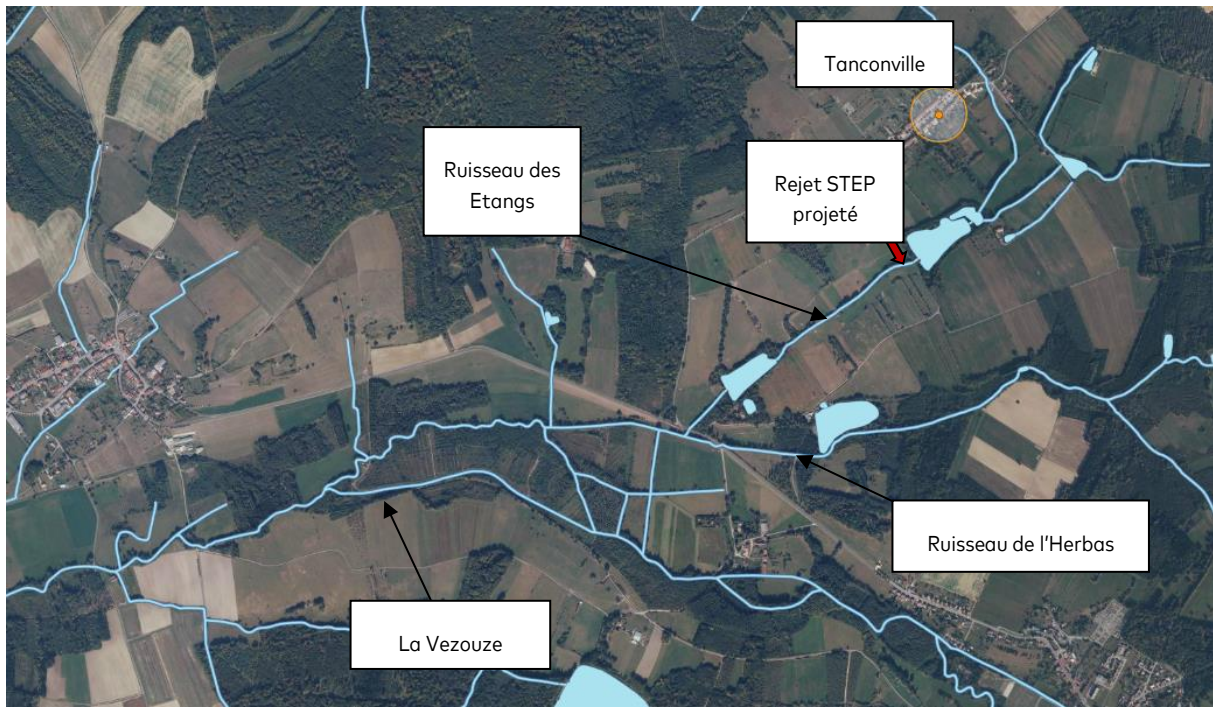 Tanconville
Ruisseau des
Etangs
Rejet STEP
projeté
Ruisseau de l'Herbas
La Vezouze